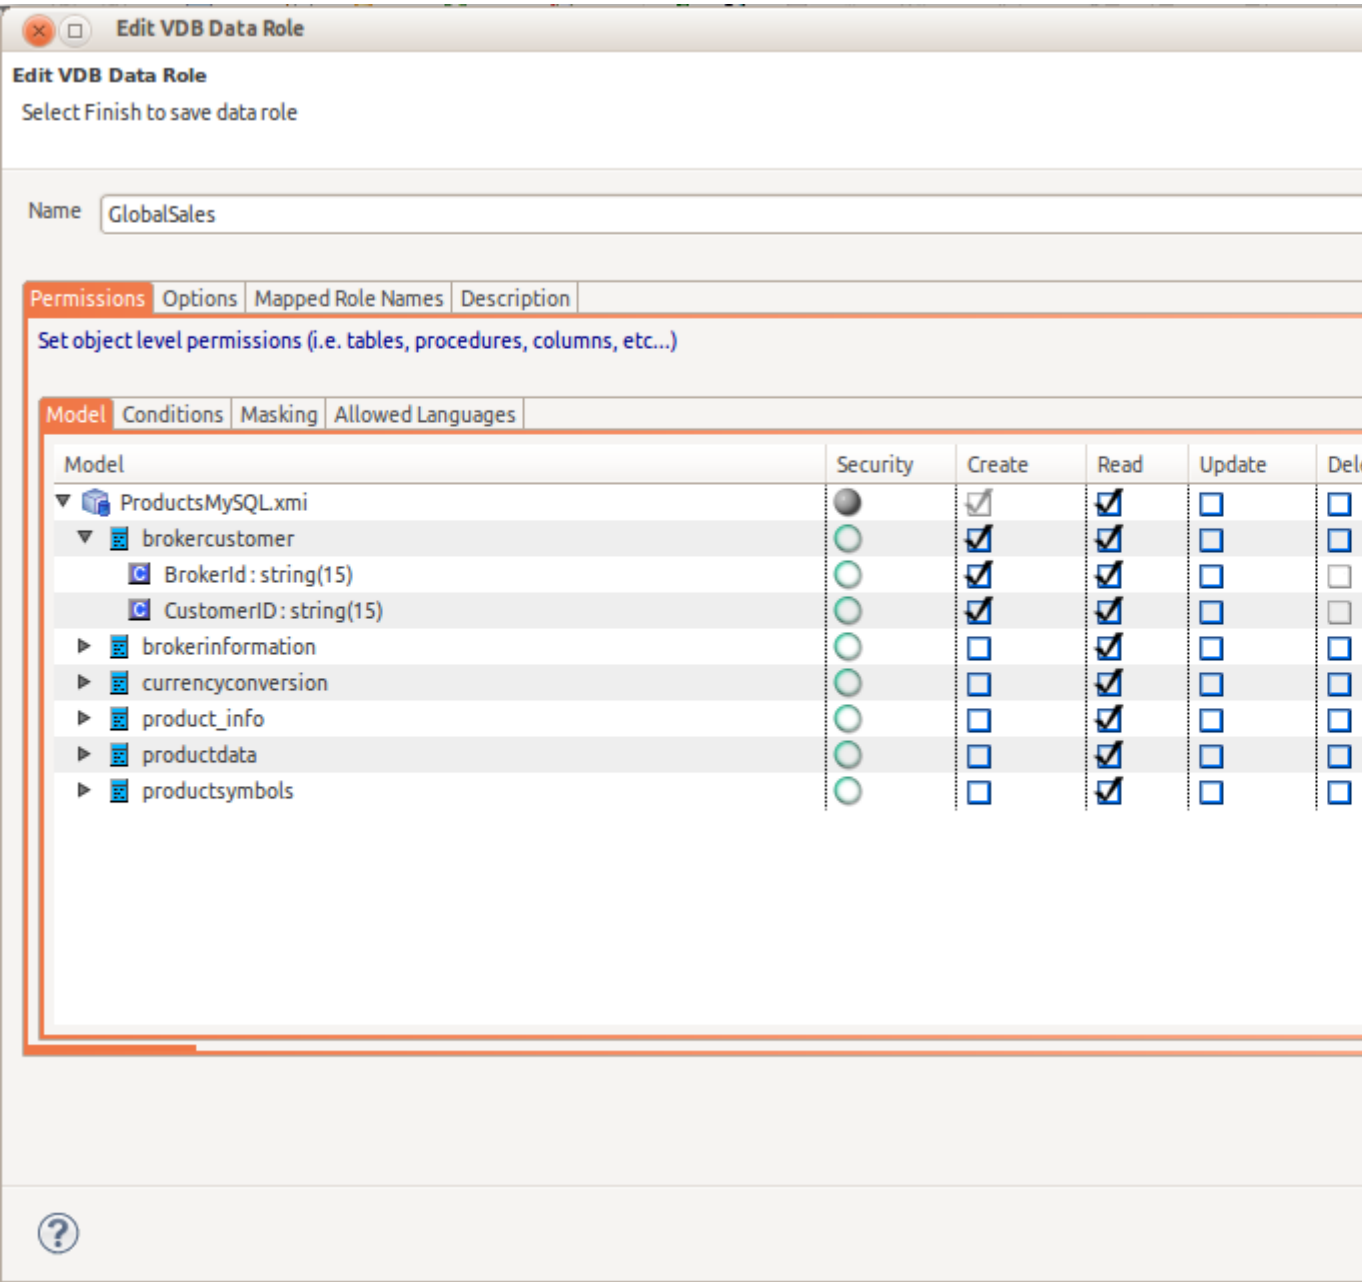 Edit VDB Data Role
Edit VDB Data Role
Select Finish to save data role
Name GlobalSales
Permissions Options Mapped Role Names Description
Set object level permissions (i.e. tables, procedures, columns, etc...)
Model Conditions Masking Allowed Languages
Model Security Create Read Update Del
ProductsMySQL.xmi
brokercustomer
BrokerId : string(15)
CustomerID : string(15)
brokerinformation
currencyconversion
product_info
productdata
productsymbols